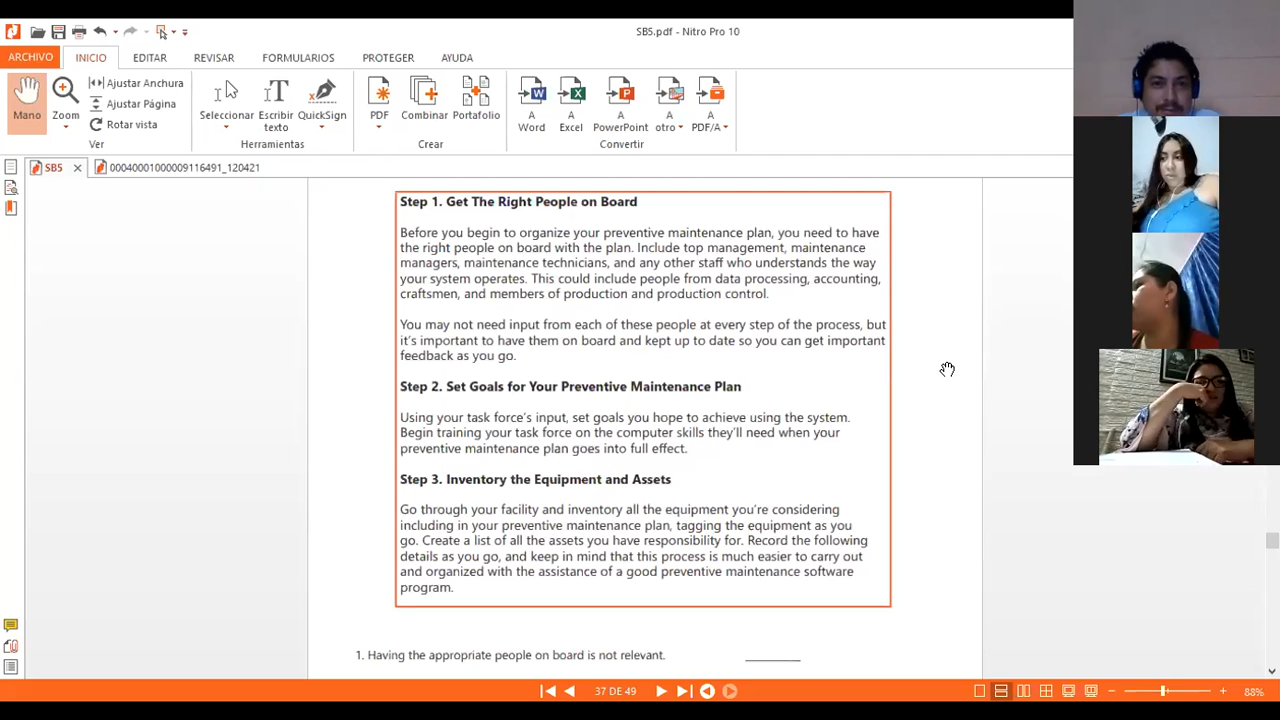 SB5.pdf - Nitro Pro 10
ARCHIVO INICIO EDITAR REVISAR FORMULARIOS PROTEGER AYUDA
Mano
Zoom
Ajustar Anchura
Ajustar Página
Rotar vista
Ver
Seleccionar
Escribir texto
QuickSign
Herramientas
PDF
Combinar
Portafolio
Crear
A Word
A Excel
A PowerPoint
A otro
A PDF/A
Convertir
SB5
00040001000009116491_120421
Step 1. Get The Right People on Board
Before you begin to organize your preventive maintenance plan, you need to have
the right people on board with the plan. Include top management, maintenance
managers, maintenance technicians, and any other staff who understands the way
your system operates. This could include people from data processing, accounting,
craftsmen, and members of production and production control.
You may not need input from each of these people at every step of the process, but
it's important to have them on board and kept up to date so you can get important
feedback as you go.
Step 2. Set Goals for Your Preventive Maintenance Plan
Using your task force's input, set goals you hope to achieve using the system.
Begin training your task force on the computer skills they'll need when your
preventive maintenance plan goes into full effect.
Step 3. Inventory the Equipment and Assets
Go through your facility and inventory all the equipment you're considering
including in your preventive maintenance plan, tagging the equipment as you
go. Create a list of all the assets you have responsibility for. Record the following
details as you go, and keep in mind that this process is much easier to carry out
and organized with the assistance of a good preventive maintenance software
program.
1. Having the appropriate people on board is not relevant. __________
37 DE 49
88%